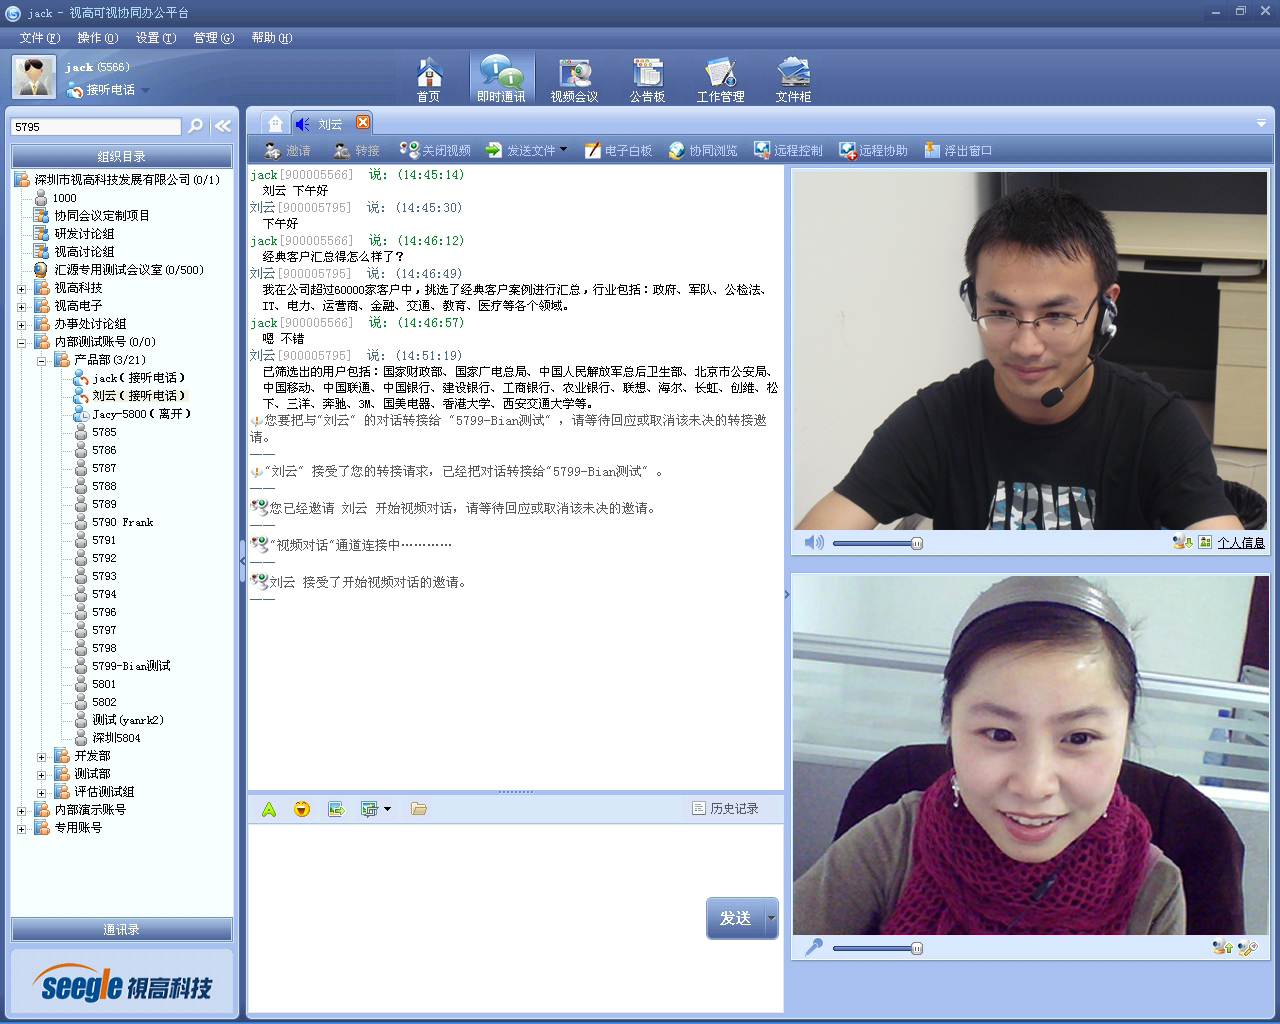 jack - 视高可视协同办公平台
文件(F) 操作(O) 设置(T) 管理(G) 帮助(H)
jack (5566)
接听电话
首页 即时通讯 视频会议 公告板 工作管理 文件柜
5795
组织目录
深圳市视高科技发展有限公司(0/1)
1000
协同会议定制项目
研发讨论组
视高讨论组
汇源专用测试会议室(0/500)
视高科技
视高电子
办事处讨论组
内部测试账号(0/0)
产品部(3/21)
jack(接听电话)
刘云(接听电话)
Jacy-5800(离开)
5785
5786
5787
5788
5789
5790 Frank
5791
5792
5793
5794
5796
5797
5798
5799-Bian测试
5801
5802
测试(yanrk2)
深圳5804
开发部
测试部
评估测试组
内部演示账号
专用账号
通讯录
seegle 視高科技
刘云
邀请 转接 关闭视频 发送文件 电子白板 协同浏览 远程控制 远程协助 浮出窗口
jack[900005566] 说: (14:45:14)
刘云 下午好
刘云[900005795] 说: (14:45:30)
下午好
jack[900005566] 说: (14:46:12)
经典客户汇总得怎么样了?
刘云[900005795] 说: (14:46:49)
我在公司超过60000家客户中，挑选了经典客户案例进行汇总，行业包括：政府、军队、公检法、
IT、电力、运营商、金融、交通、教育、医疗等各个领域。
jack[900005566] 说: (14:46:57)
嗯 不错
刘云[900005795] 说: (14:51:19)
已筛选出的用户包括：国家财政部、国家广电总局、中国人民解放军总后卫生部、北京市公安局、
中国移动、中国联通、中国银行、建设银行、工商银行、农业银行、联想、海尔、长虹、创维、松
下、三洋、奔驰、3M、国美电器、香港大学、西安交通大学等。
您要把与"刘云" 的对话转接给 "5799-Bian测试" ，请等待回应或取消该未决的转接邀
请。
"刘云" 接受了您的转接请求，已经把对话转接给"5799-Bian测试" 。
您已经邀请 刘云 开始视频对话，请等待回应或取消该未决的邀请。
"视频对话"通道连接中…………
刘云 接受了开始视频对话的邀请。
历史记录
发送
ARMY
个人信息